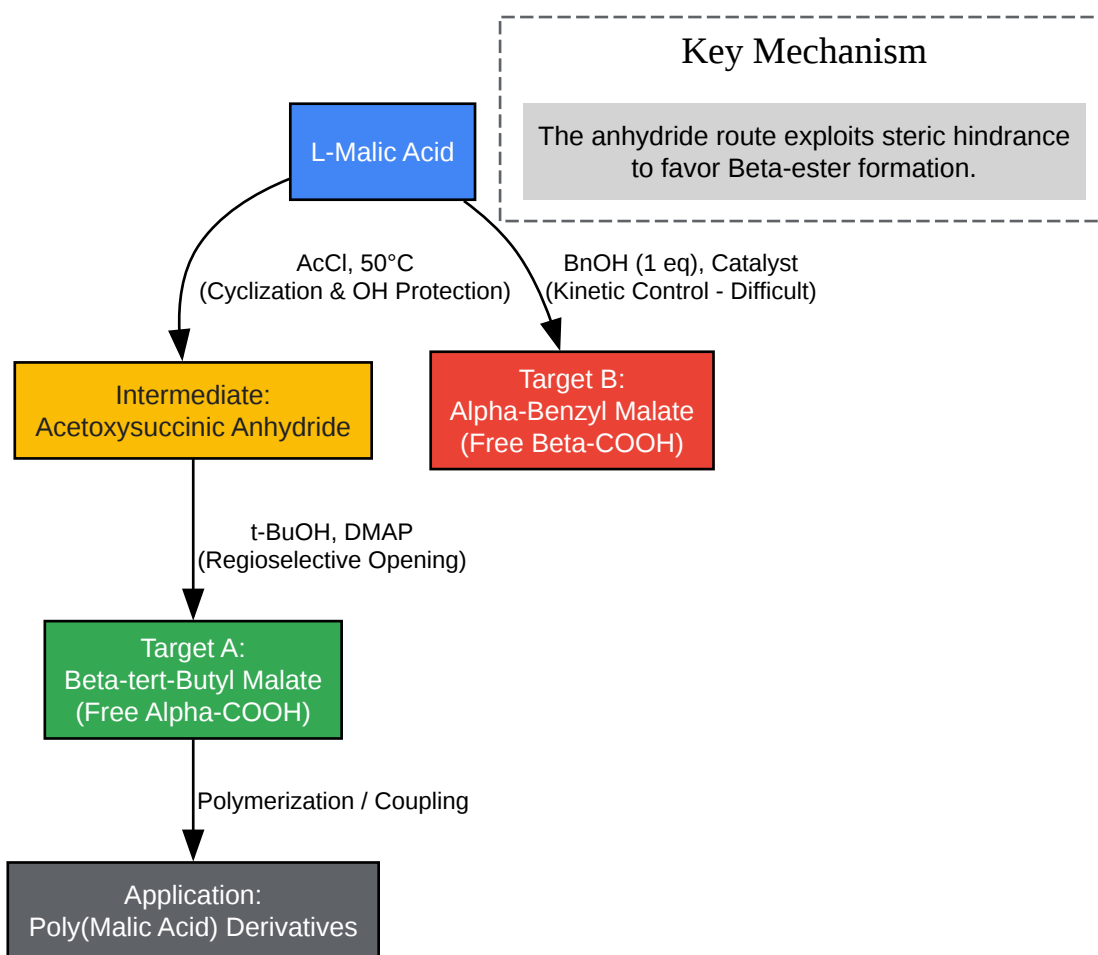 Key Mechanism
The anhydride route exploits steric hindrance
to favor Beta-ester formation.
L-Malic Acid
AcCl, 50°C
(Cyclization & OH Protection)
BnOH (1 eq), Catalyst
(Kinetic Control - Difficult)
Intermediate:
Acetoxysuccinic Anhydride
Target B:
Alpha-Benzyl Malate
(Free Beta-COOH)
t-BuOH, DMAP
(Regioselective Opening)
Target A:
Beta-tert-Butyl Malate
(Free Alpha-COOH)
Polymerization / Coupling
Application:
Poly(Malic Acid) Derivatives